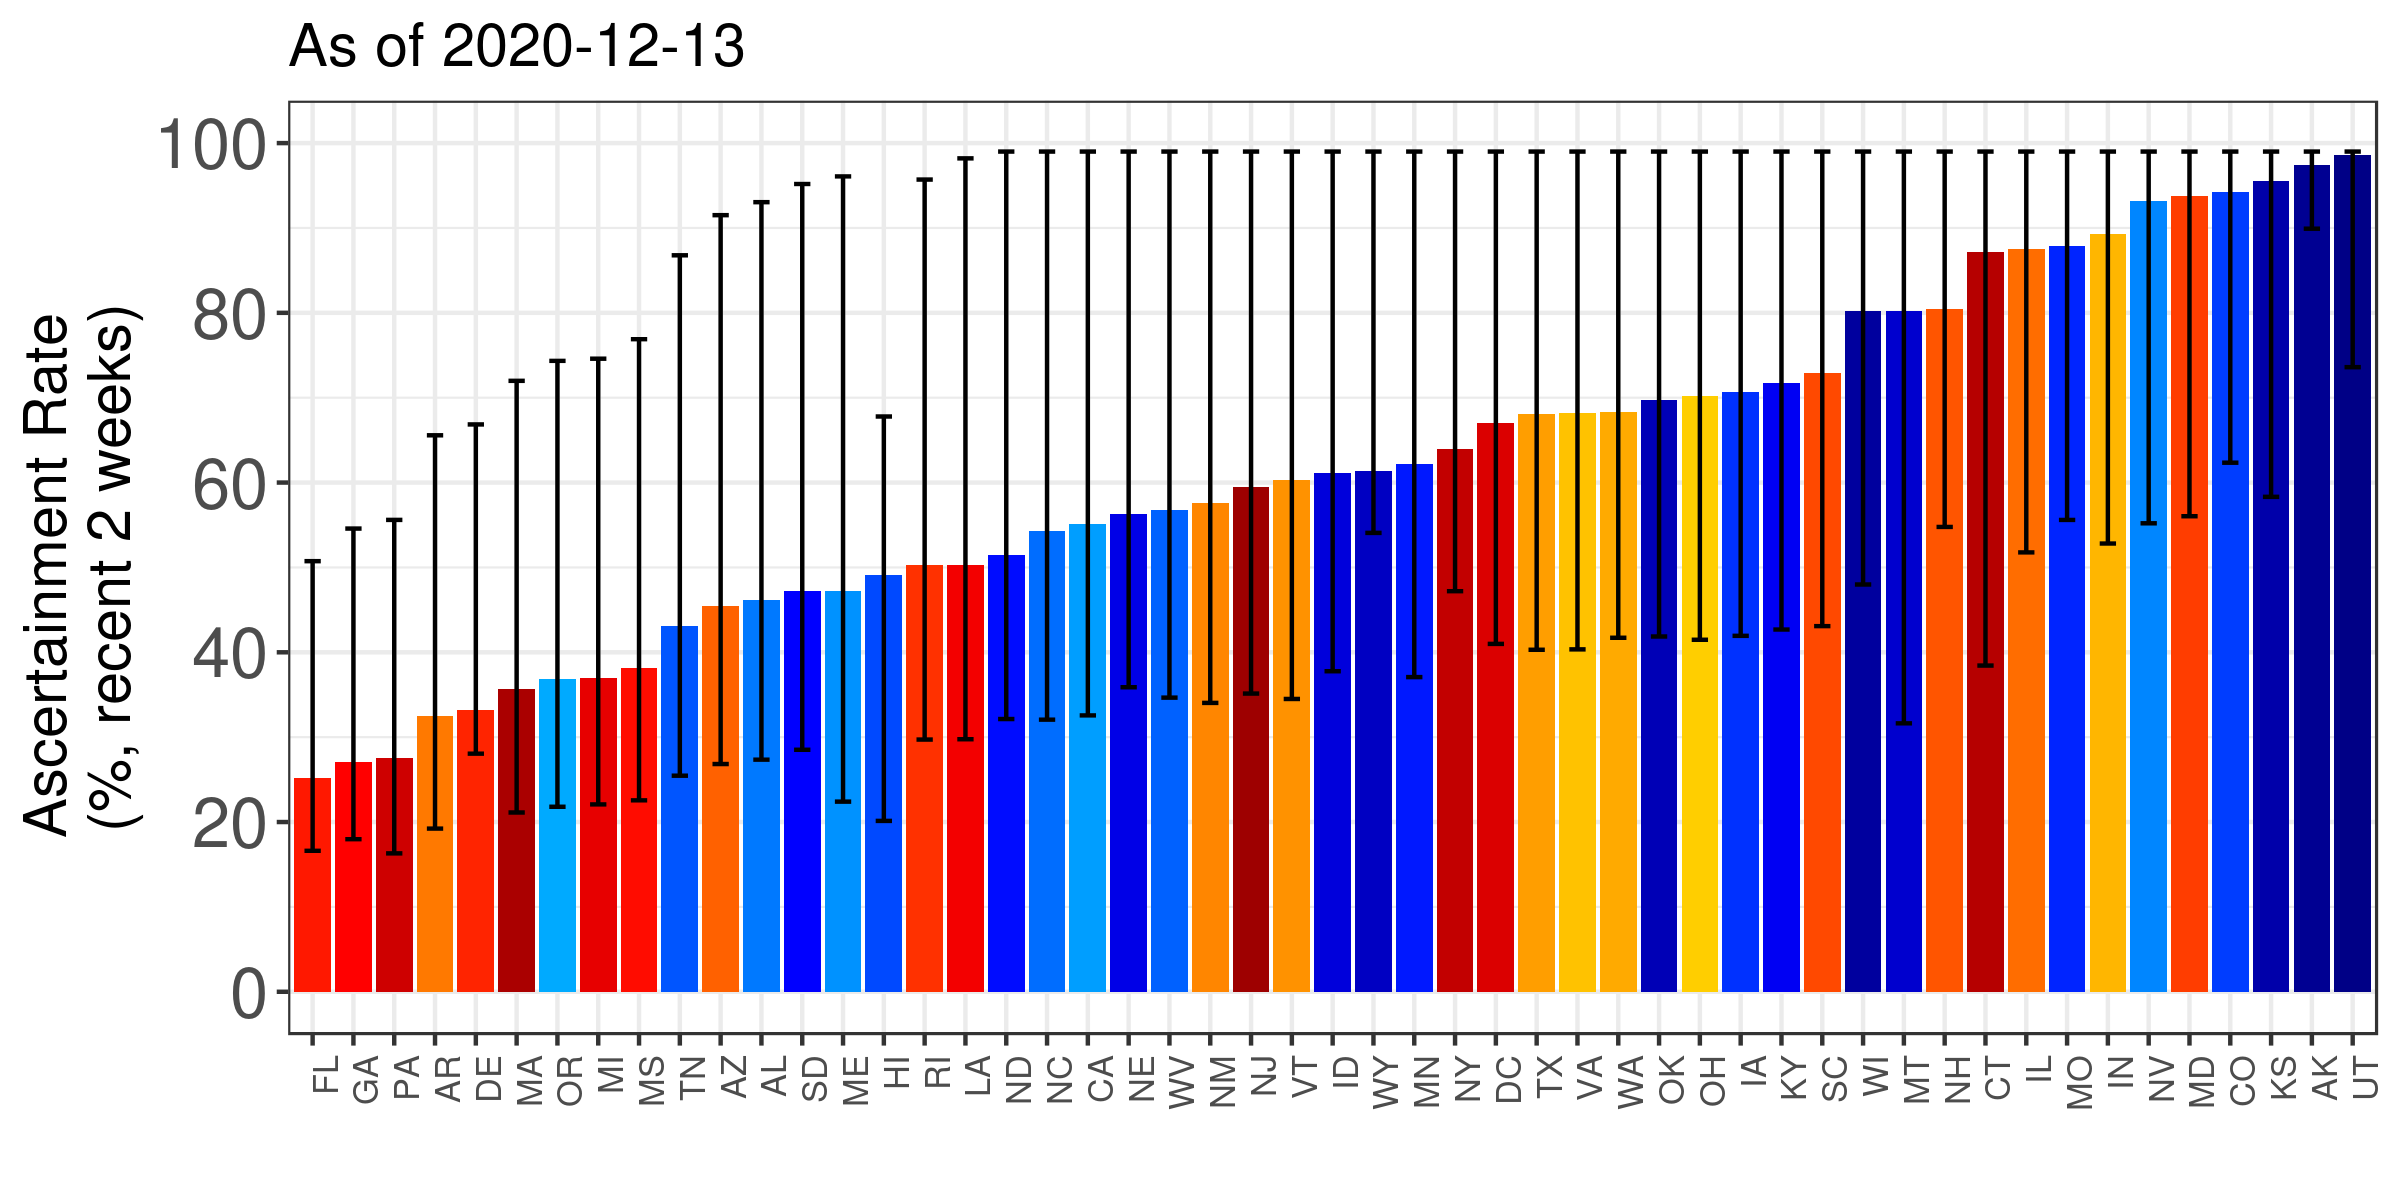 As of 2020-12-13
Ascertainment Rate
(%, recent 2 weeks)
100
80
60
40
20
0
FL GA PA AR DE MA OR MI MS TN AZ AL SD ME HI RI LA ND NC CA NE WV NM NJ VT ID WY MN NY DC TX VA WA OK OH IA KY SC WI MT NH CT IL MO IN NV MD CO KS AK UT